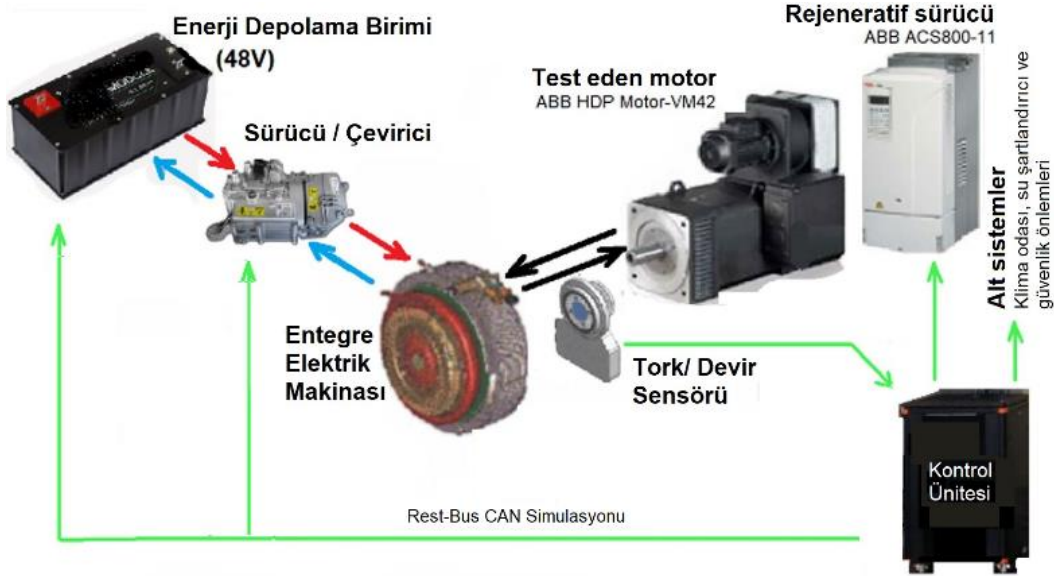 Enerji Depolama Birimi
(48V)
Sürücü / Çevirici
Test eden motor
ABB HDP Motor-VM42
Rejeneratif sürücü
ABB ACS800-11
Entegre
Elektrik
Makinası
Tork/ Devir
Sensörü
Alt sistemler
Klima odası, su şartlandırıcı ve
güvenlik önlemleri
Kontrol
Ünitesi
Rest-Bus CAN Simulasyonu